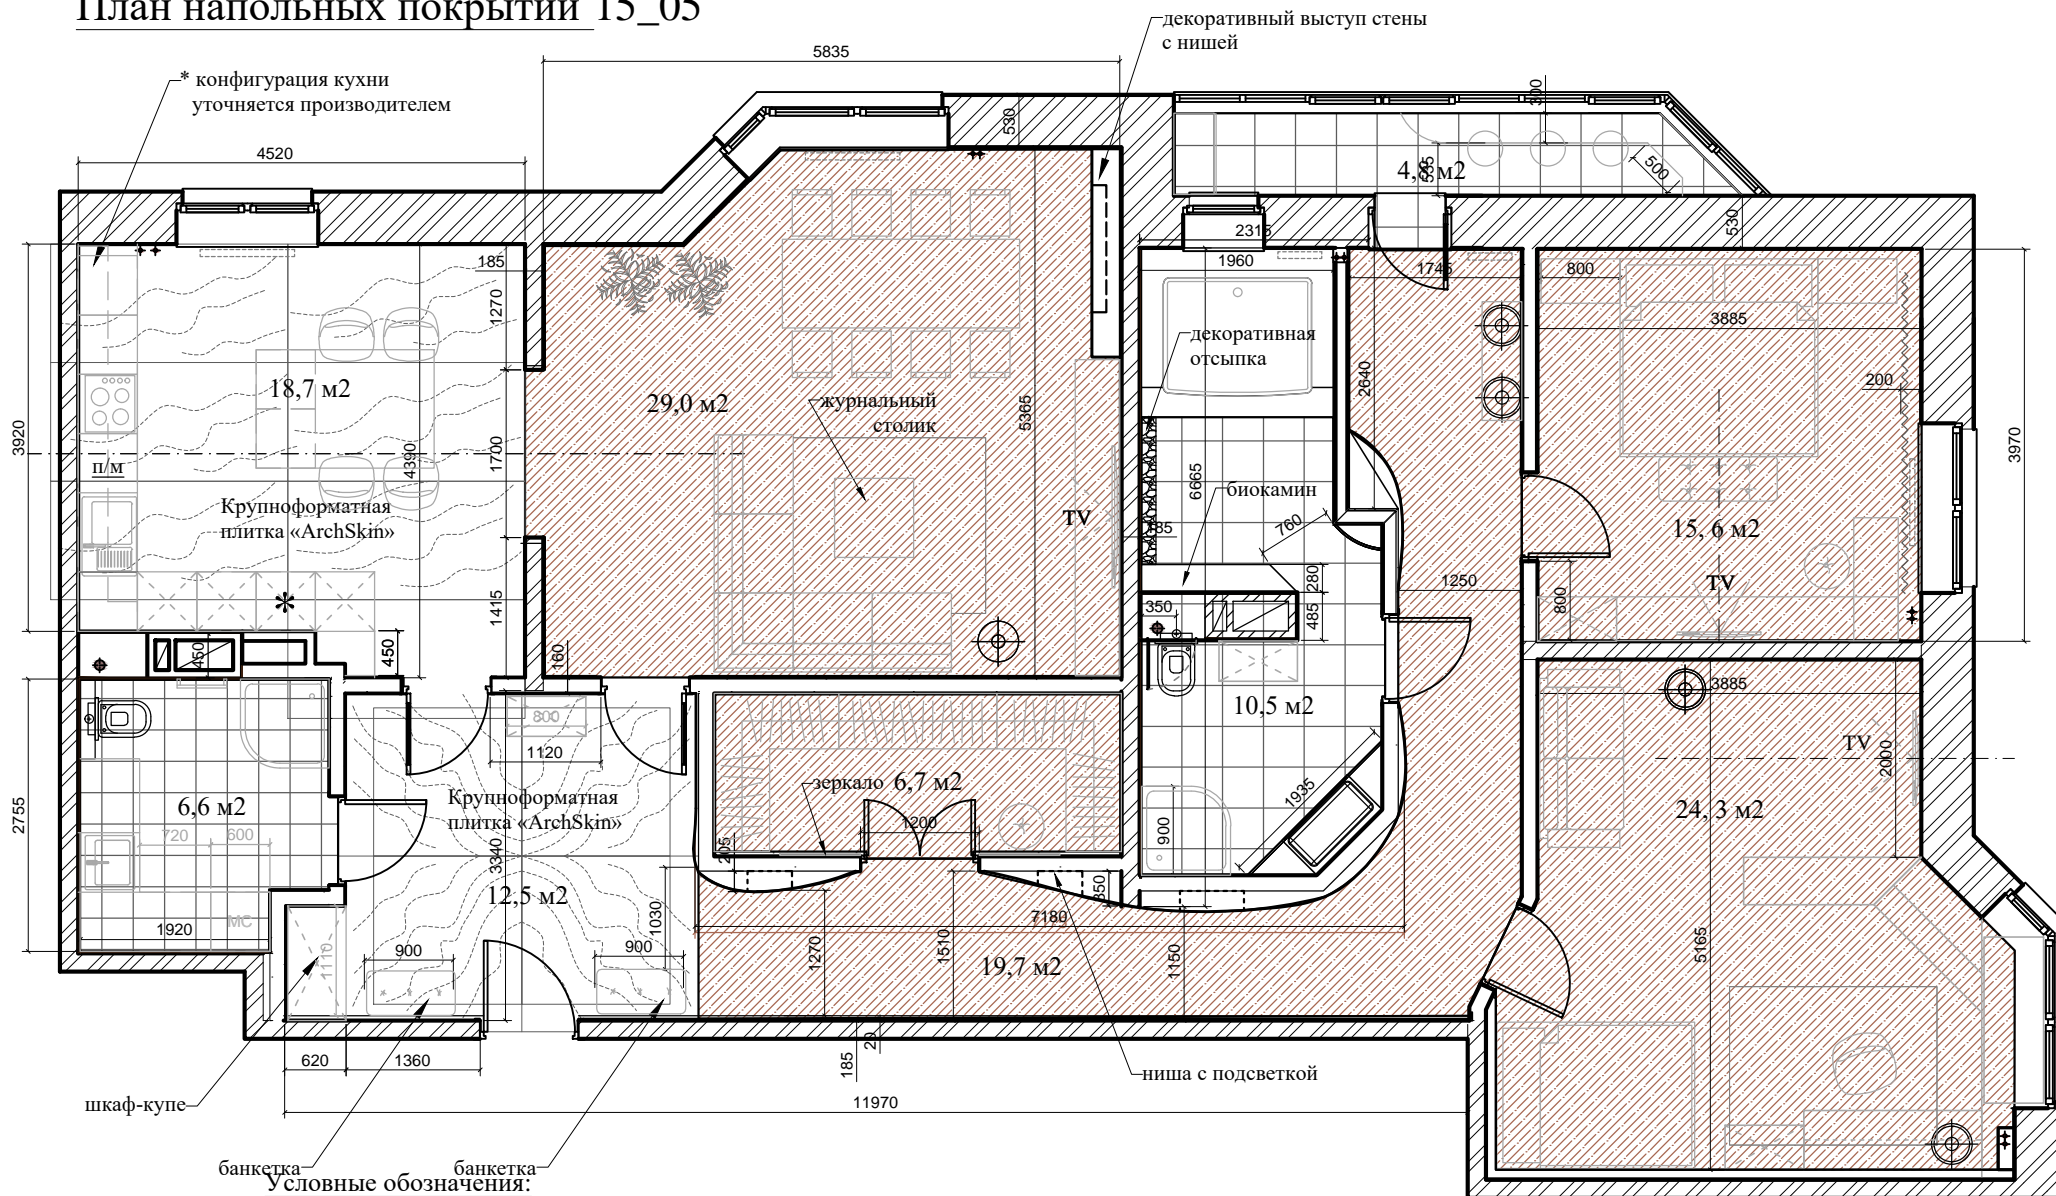 План напольных покрытий 15_05
декоративный выступ стены
с нишей
5835
* конфигурация кухни
уточняется производителем
4520
530
300
535
4,8 м2
500
530
2315
185
1270
1960
1745
800
3885
декоративная
отсыпка
18,7 м2
29,0 м2
журнальный
столик
2640
200
3920
4390
1700
5365
6665
3970
п/м
Крупноформатная
плитка «ArchSkin»
TV
биокамин
760
185
15, 6 м2
TV
1250
280
485
350
800
1415
450
450
160
800
1120
10,5 м2
3885
TV
2000
2755
6,6 м2
720
600
Крупноформатная
плитка «ArchSkin»
зеркало
6,7 м2
1200
1935
24, 3 м2
900
205
3340
12,5 м2
350
1920
МС
1110
900
900
1030
7180
1270
1510
19,7 м2
1150
5165
620
1360
185
20
ниша с подсветкой
шкаф-купе
11970
банкетка
банкетка
Условные обозначения: